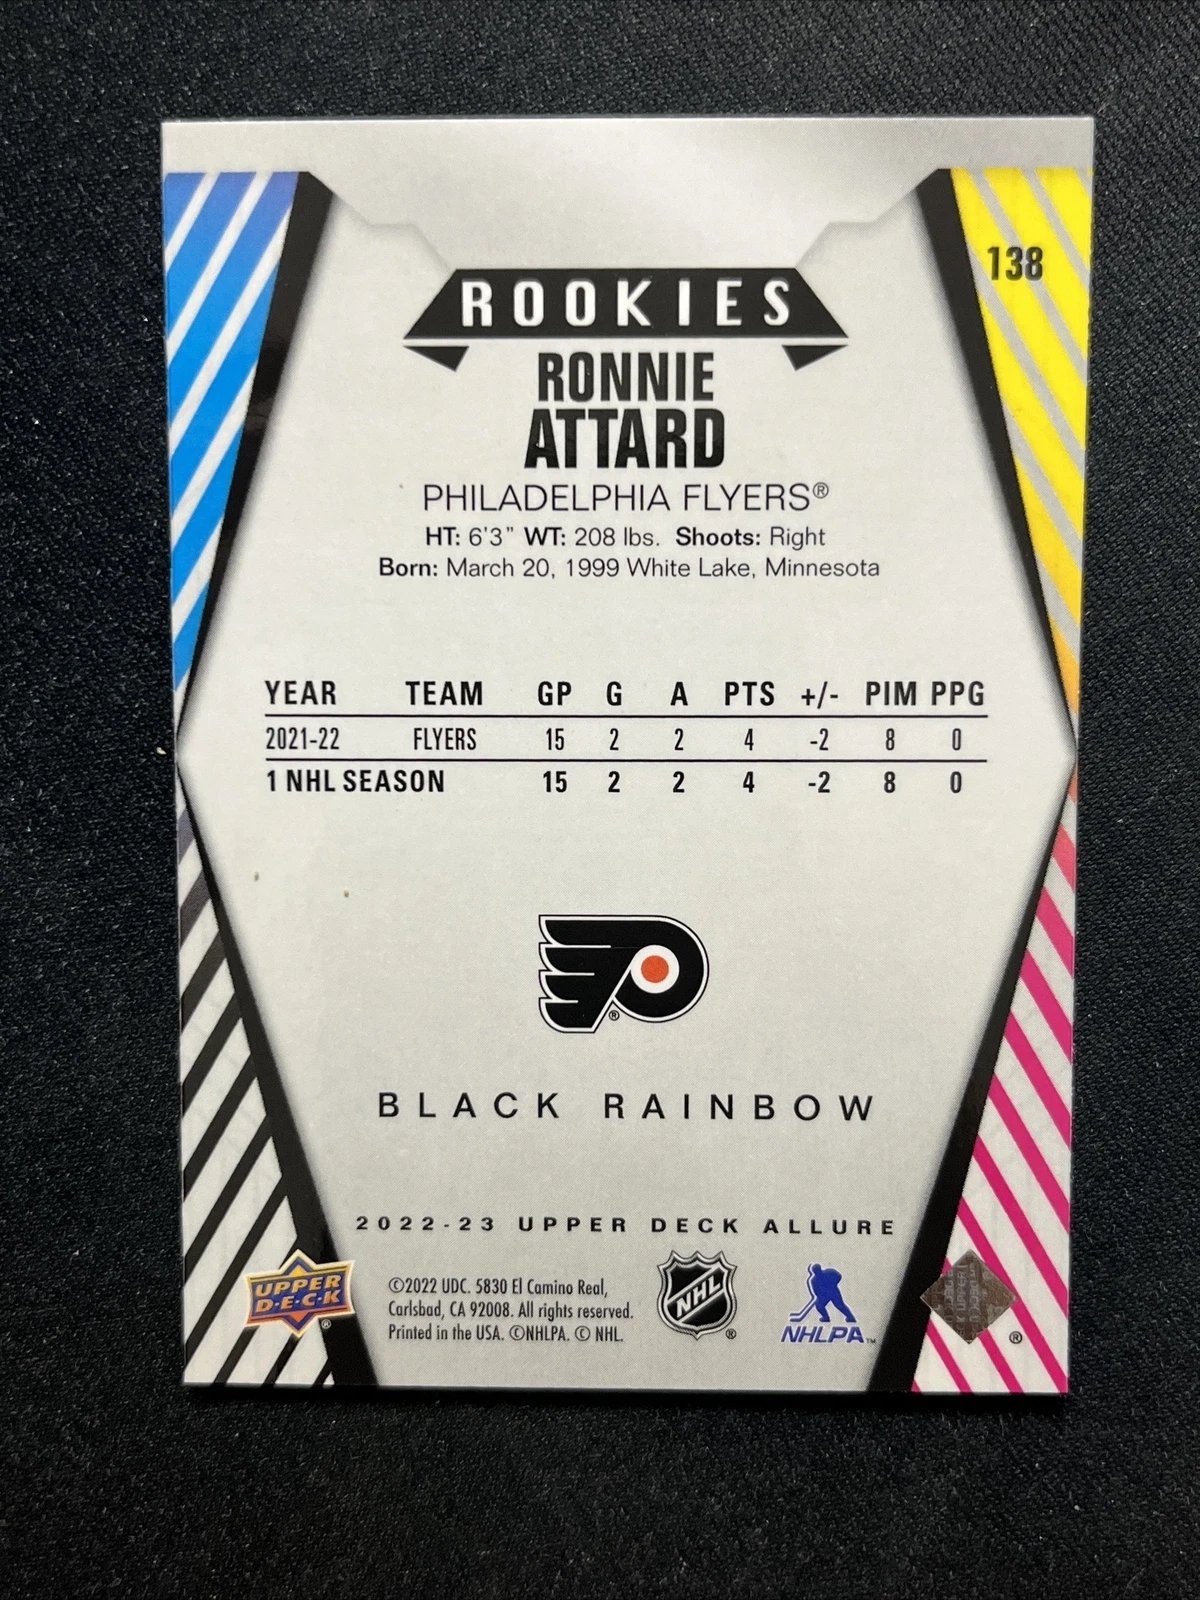 138
ROOKIES
RONNIE
ATTARD
PHILADELPHIA FLYERS®
HT: 6'3" WT: 208 lbs. Shoots: Right
Born: March 20, 1999 White Lake, Minnesota
YEAR TEAM GP G A PTS +/- PIM PPG
2021-22 FLYERS 15 2 2 4 -2 8 0
1 NHL SEASON 15 2 2 4 -2 8 0
®
BLACK RAINBOW
2022-23 UPPER DECK ALLURE
UPPER
D·E·C·K
®
©2022 UDC. 5830 El Camino Real,
Carlsbad, CA 92008. All rights reserved.
Printed in the USA. ©NHLPA. © NHL.
NHL
®
NHLPA™
®